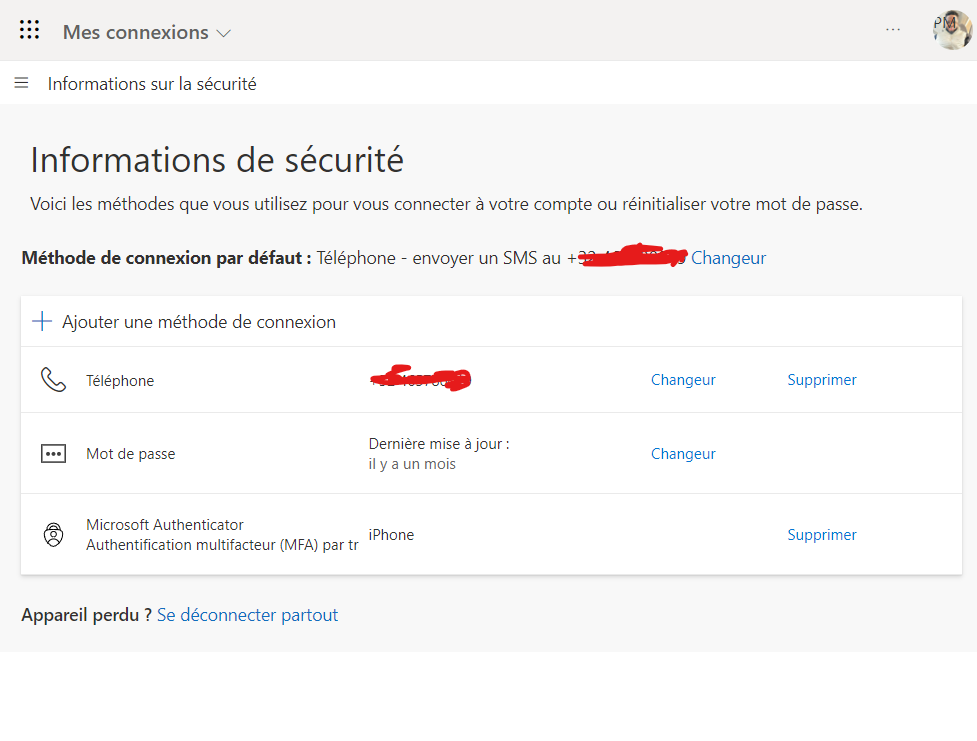 Mes connexions
PM
Informations sur la sécurité
Informations de sécurité
Voici les méthodes que vous utilisez pour vous connecter à votre compte ou réinitialiser votre mot de passe.
Méthode de connexion par défaut : Téléphone - envoyer un SMS au Changeur
Ajouter une méthode de connexion
Téléphone Changeur Supprimer
Mot de passe Dernière mise à jour : Changeur
il y a un mois
Microsoft Authenticator
Authentification multifacteur (MFA) par tr iPhone Supprimer
Appareil perdu ? Se déconnecter partout